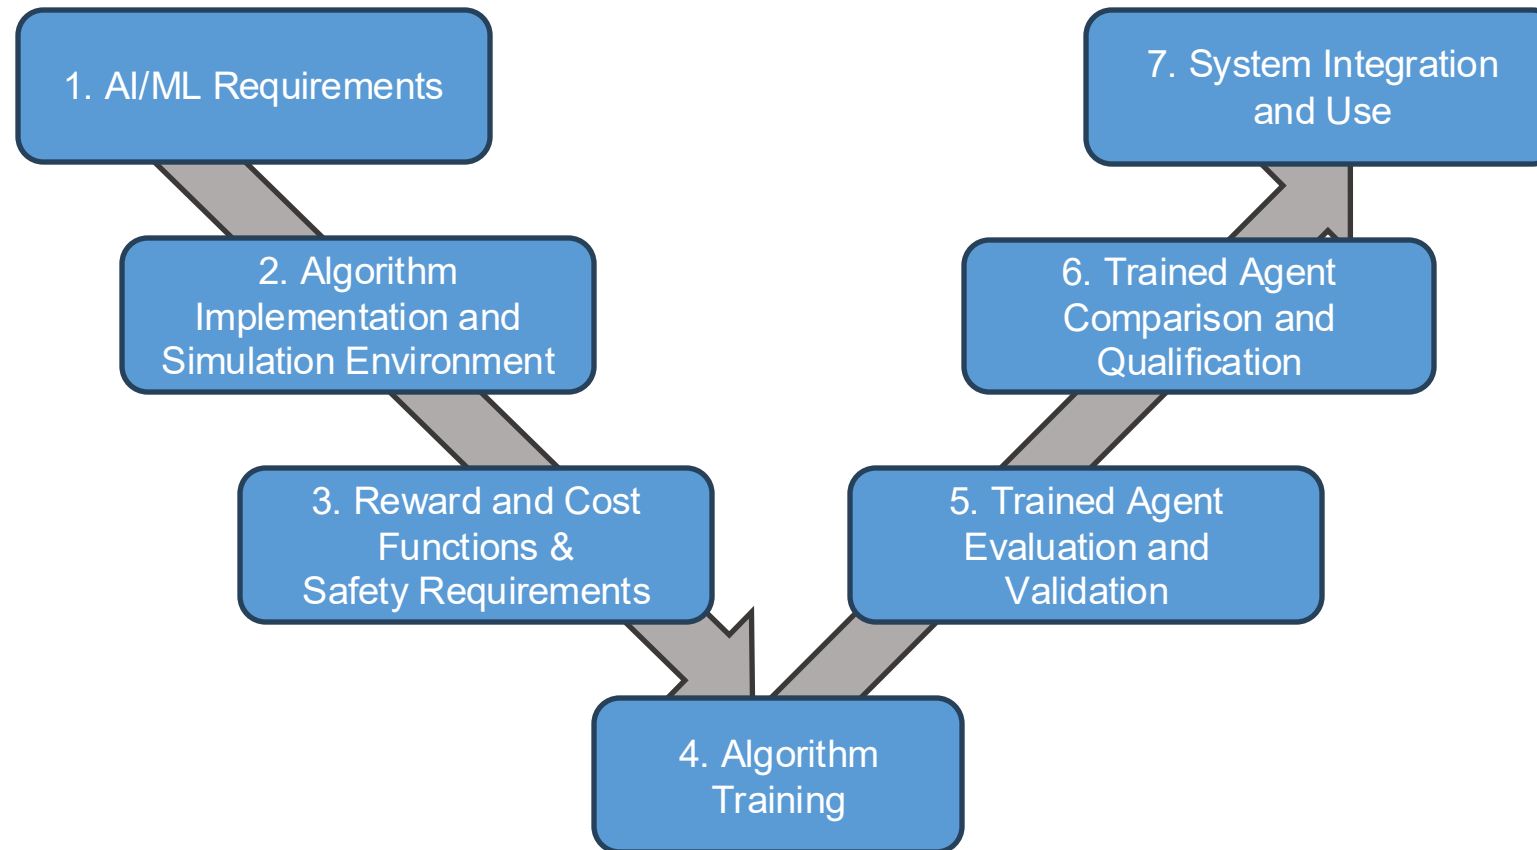 1. AI/ML Requirements
2. Algorithm
Implementation and
Simulation Environment
3. Reward and Cost
Functions &
Safety Requirements
4. Algorithm
Training
5. Trained Agent
Evaluation and
Validation
6. Trained Agent
Comparison and
Qualification
7. System Integration
and Use